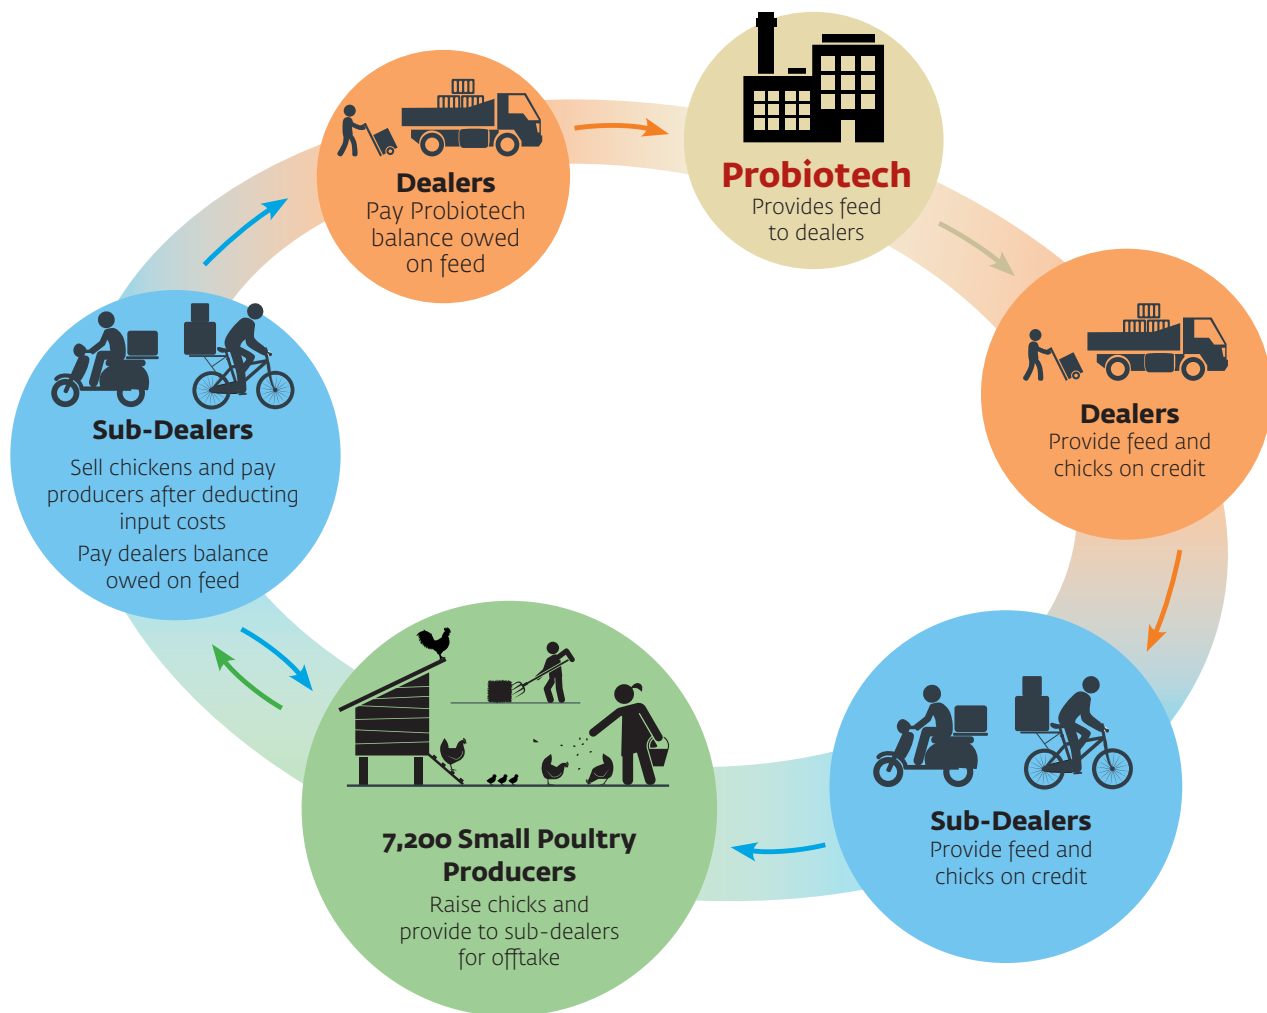 Probiotech
Provides feed
to dealers
Dealers
Provide feed and
chicks on credit
Sub-Dealers
Provide feed and
chicks on credit
7,200 Small Poultry
Producers
Raise chicks and
provide to sub-dealers
for offtake
Sub-Dealers
Sell chickens and pay
producers after deducting
input costs
Pay dealers balance
owed on feed
Dealers
Pay Probiotech
balance owed
on feed